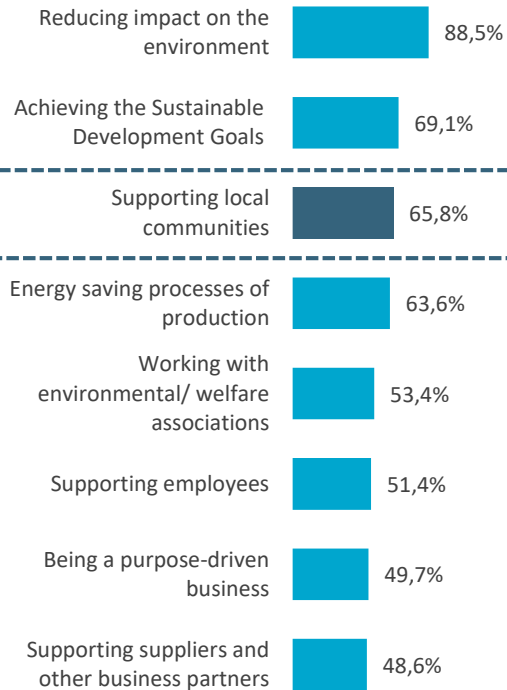 Reducing impact on the
environment
88,5%
Achieving the Sustainable
Development Goals
69,1%
Supporting local
communities
65,8%
Energy saving processes of
production
63,6%
Working with
environmental/ welfare
associations
53,4%
Supporting employees
51,4%
Being a purpose-driven
business
49,7%
Supporting suppliers and
other business partners
48,6%